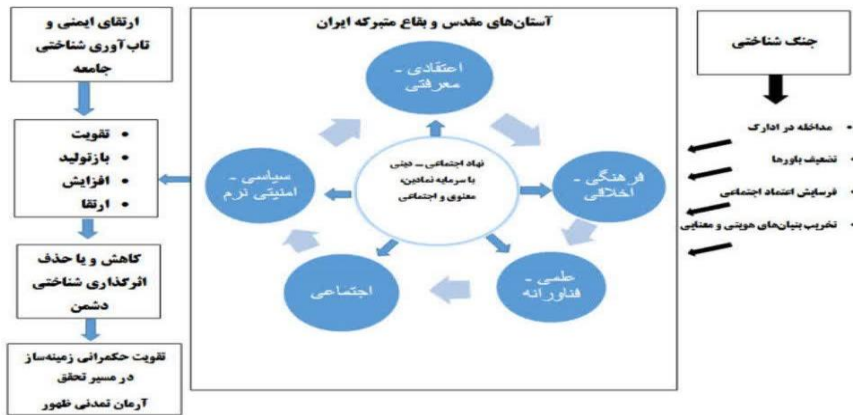 آستان‌های مقدس و بقاع متبرکه ایران
جنگ شناختی
مداخله در ادارک
تضعیف باورها
فرسایش اعتماد اجتماعی
تخریب بنیان‌های هویتی و معنایی
اعتقادی -
معرفتی
فرهنگی -
اخلاقی
علمی -
فناورانه
اجتماعی
سیاسی -
امنیتی نرم
نهاد اجتماعی – دینی
با سرمایه نمادین،
معنوی و اجتماعی
ارتقای ایمنی و
تاب‌آوری شناختی
جامعه
تقویت
بازتولید
افزایش
ارتقا
کاهش و یا حذف
اثرگذاری شناختی
دشمن
تقویت حکمرانی زمینه‌ساز
در مسیر تحقق
آرمان تمدنی ظهور